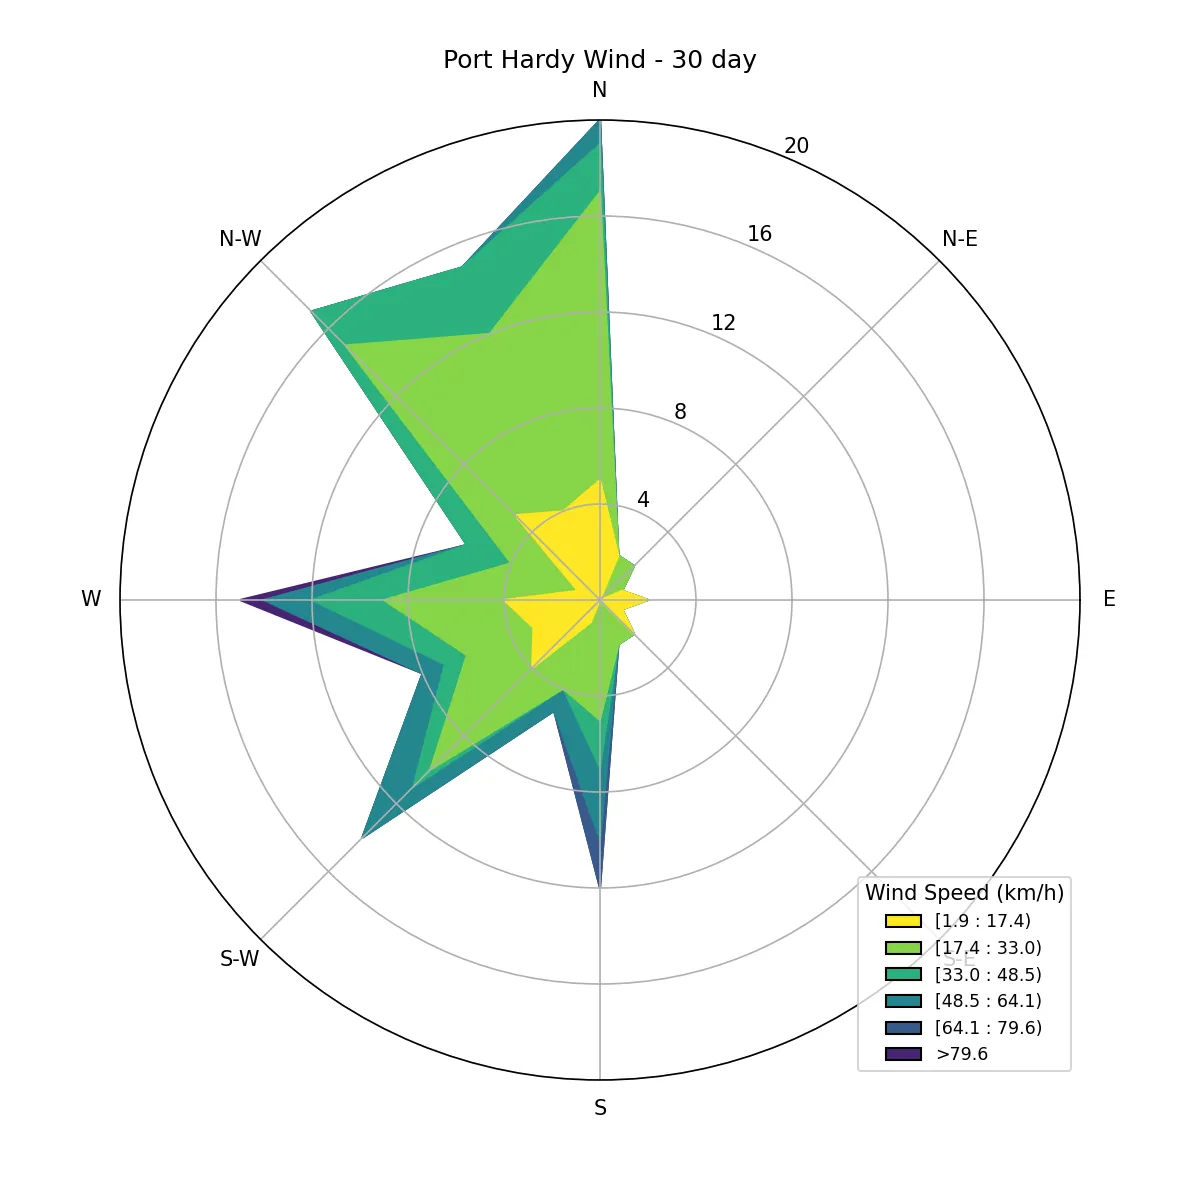 Port Hardy Wind - 30 day
N
20
N-W
16
N-E
12
8
4
W
E
S-W
S-E
S
Wind Speed (km/h)
[1.9 : 17.4)
[17.4 : 33.0)
[33.0 : 48.5)
[48.5 : 64.1)
[64.1 : 79.6)
>79.6